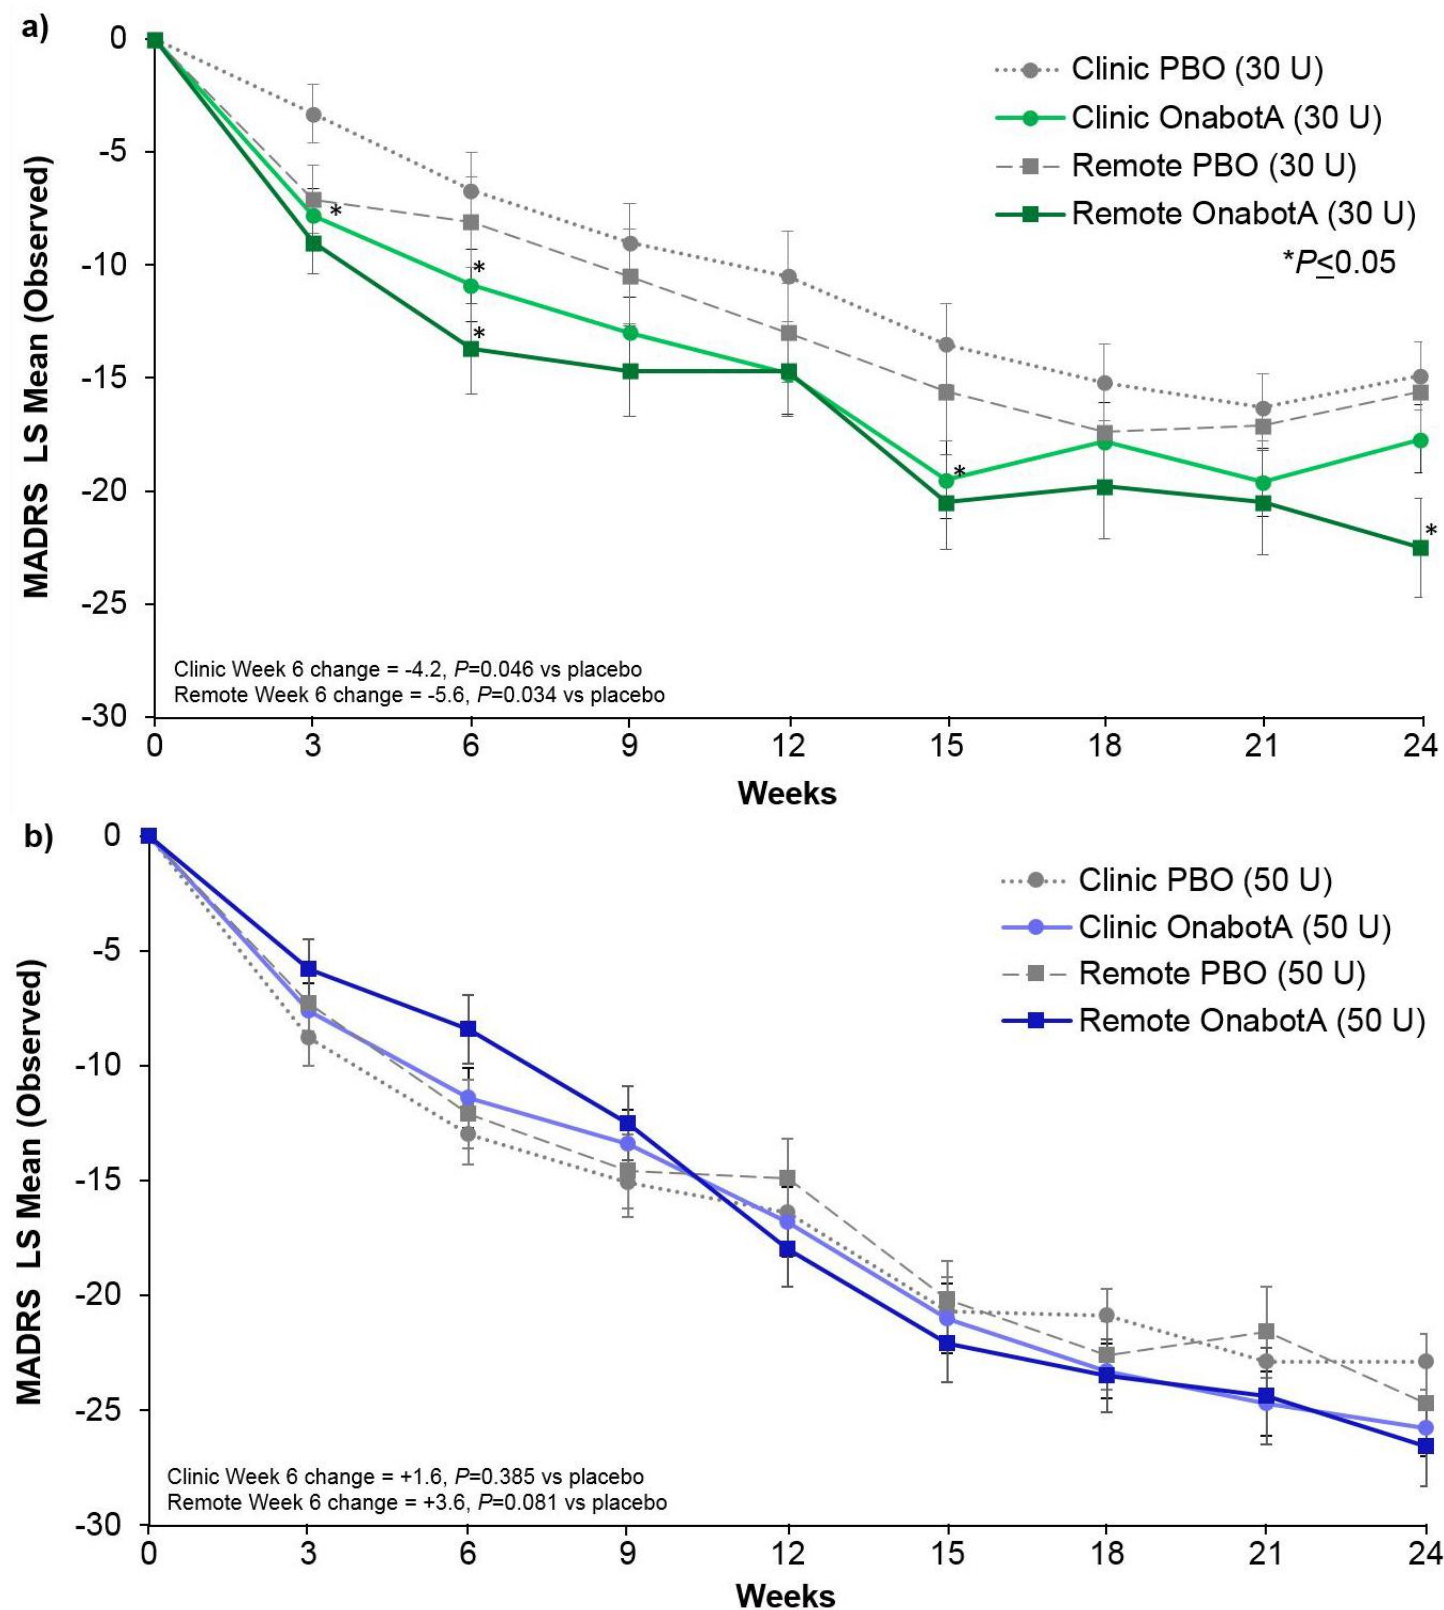 a)
0
-5
-10
-15
-20
-25
-30
MADRS LS Mean (Observed)
Clinic PBO (30 U)
Clinic OnabotA (30 U)
Remote PBO (30 U)
Remote OnabotA (30 U)
*P≤0.05
*
*
*
*
*
Clinic Week 6 change = -4.2, P=0.046 vs placebo
Remote Week 6 change = -5.6, P=0.034 vs placebo
0 3 6 9 12 15 18 21 24
Weeks
b)
0
-5
-10
-15
-20
-25
-30
MADRS LS Mean (Observed)
Clinic PBO (50 U)
Clinic OnabotA (50 U)
Remote PBO (50 U)
Remote OnabotA (50 U)
Clinic Week 6 change = +1.6, P=0.385 vs placebo
Remote Week 6 change = +3.6, P=0.081 vs placebo
0 3 6 9 12 15 18 21 24
Weeks